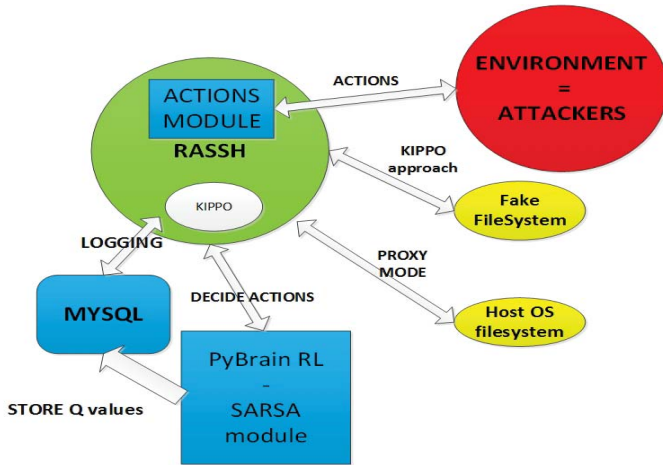 ACTIONS
MODULE
RASSH
KIPPO
ACTIONS
ENVIRONMENT
=
ATTACKERS
KIPPO
approach
Fake
FileSystem
PROXY
MODE
Host OS
filesystem
LOGGING
MYSQL
DECIDE ACTIONS
PyBrain RL
-
SARSA
module
STORE Q values